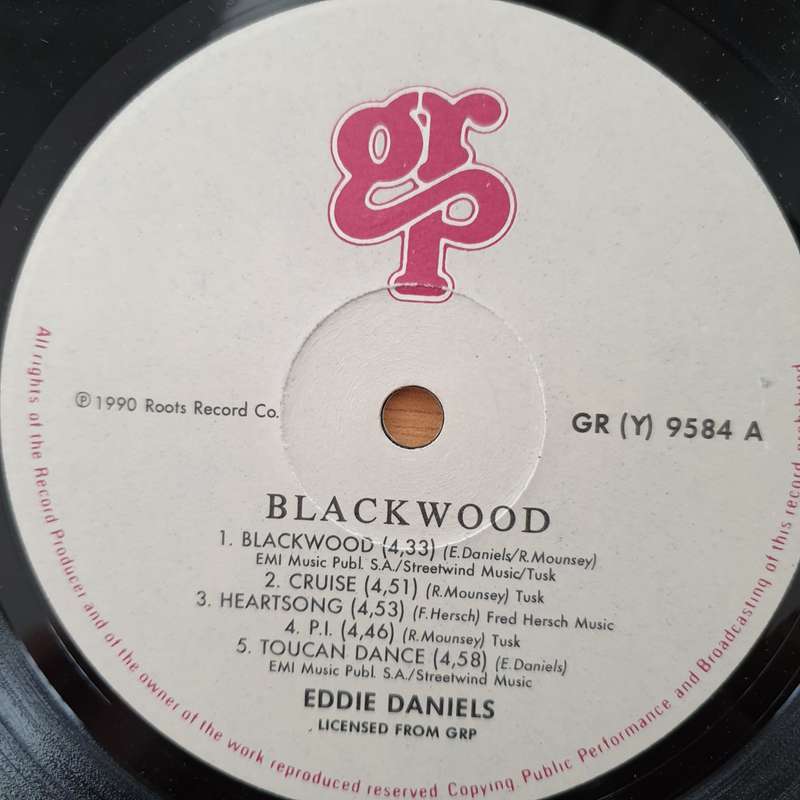 grp
℗ 1990 Roots Record Co.
GR (Y) 9584 A
BLACKWOOD
1. BLACKWOOD (4,33) (E.Daniels/R.Mounsey)
EMI Music Publ. S.A./Streetwind Music/Tusk
2. CRUISE (4,51) (R.Mounsey) Tusk
3. HEARTSONG (4,53) (F.Hersch) Fred Hersch Music
4. P.I. (4,46) (R.Mounsey) Tusk
5. TOUCAN DANCE (4,58) (E.Daniels)
EMI Music Publ. S.A./Streetwind Music
EDDIE DANIELS
LICENSED FROM GRP
All rights of the Record Producer and of the owner of the work reproduced reserved Copying Public Performance and Broadcasting of this record prohibited